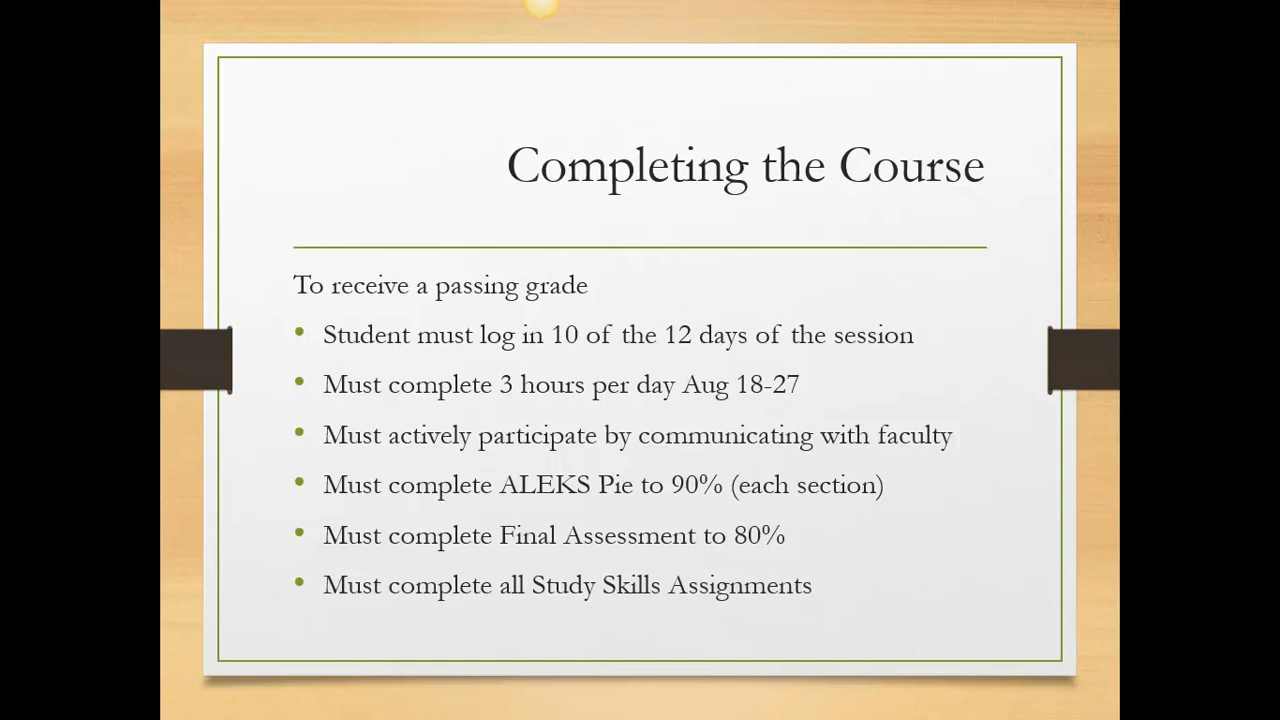 Completing the Course
To receive a passing grade
• Student must log in 10 of the 12 days of the session
• Must complete 3 hours per day Aug 18-27
• Must actively participate by communicating with faculty
• Must complete ALEKS Pie to 90% (each section)
• Must complete Final Assessment to 80%
• Must complete all Study Skills Assignments